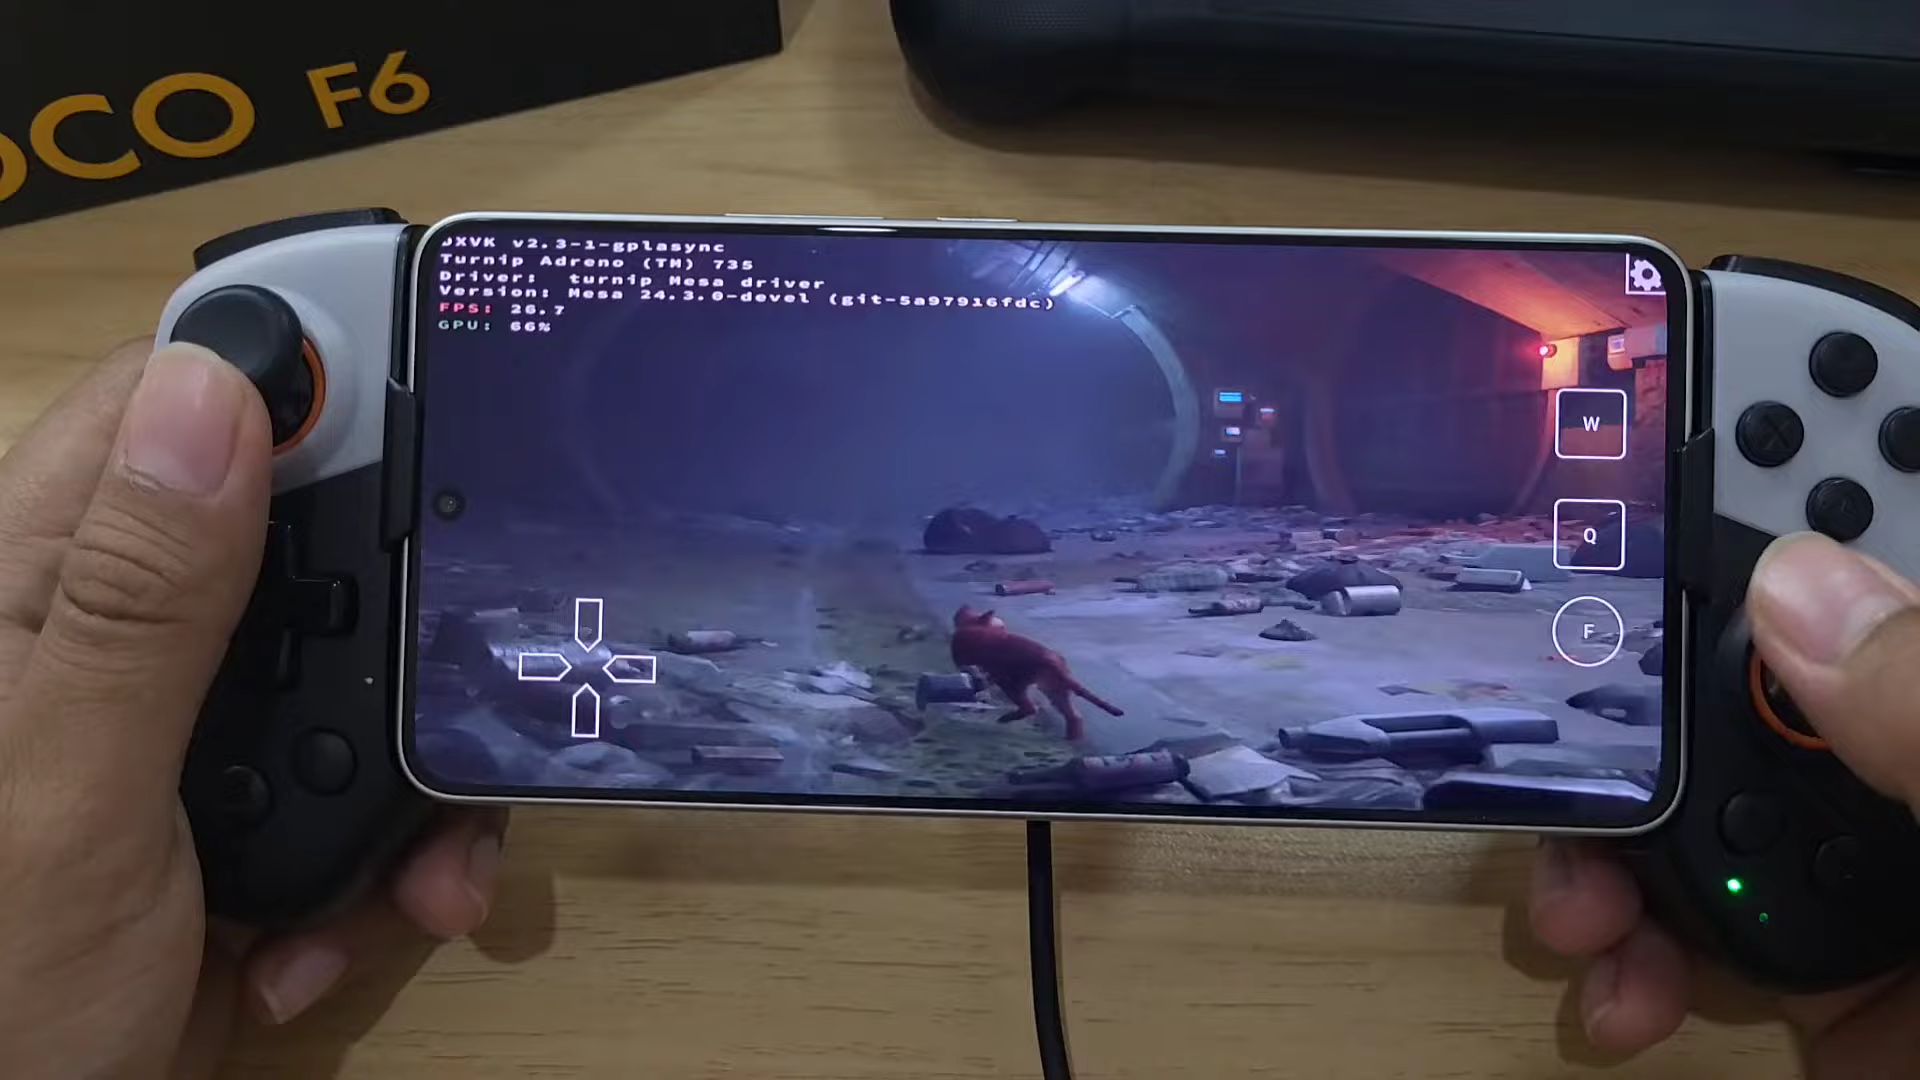 OCO F6
DXVK v2.3-1-gplasync
Turnip Adreno (TM) 735
Driver: turnip Mesa driver
Version: Mesa 24.3.0-devel (git-5a97916fdc)
FPS: 26.7
GPU: 66%
W
Q
F
X